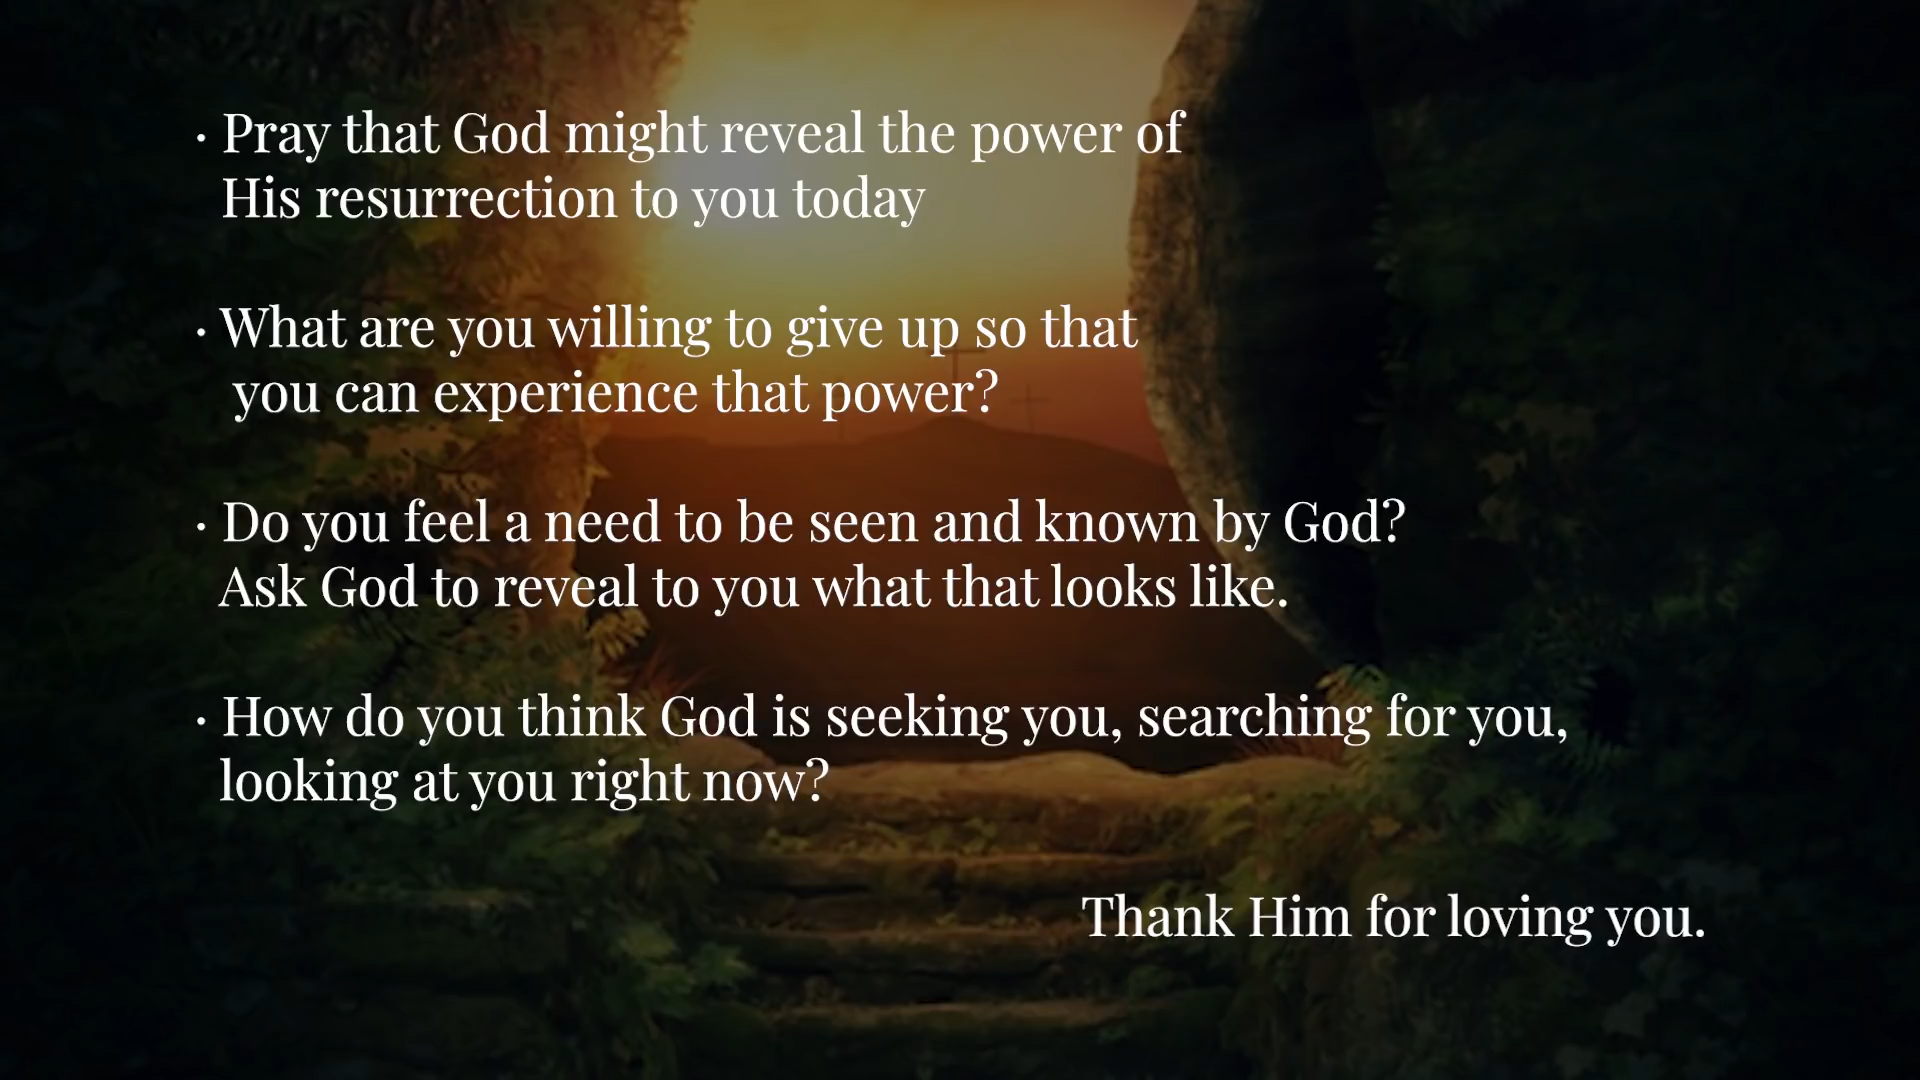 · Pray that God might reveal the power of
His resurrection to you today
· What are you willing to give up so that
you can experience that power?
· Do you feel a need to be seen and known by God?
Ask God to reveal to you what that looks like.
· How do you think God is seeking you, searching for you,
looking at you right now?
Thank Him for loving you.